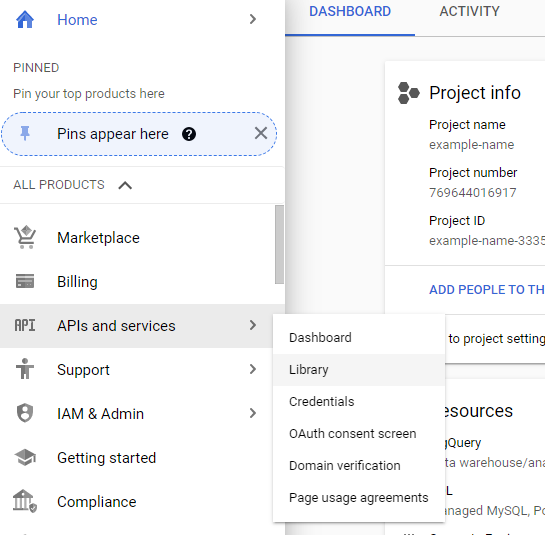 Home
PINNED
Pin your top products here
Pins appear here
ALL PRODUCTS
Marketplace
Billing
API APIs and services
Support
IAM & Admin
Getting started
Compliance
Dashboard
Library
Credentials
OAuth consent screen
Domain verification
Page usage agreements
DASHBOARD ACTIVITY
Project info
Project name
example-name
Project number
769644016917
Project ID
example-name-3335
ADD PEOPLE TO TH
to project setting
esources
gQuery
ta warehouse/ana
L
anaged MySQL, Po